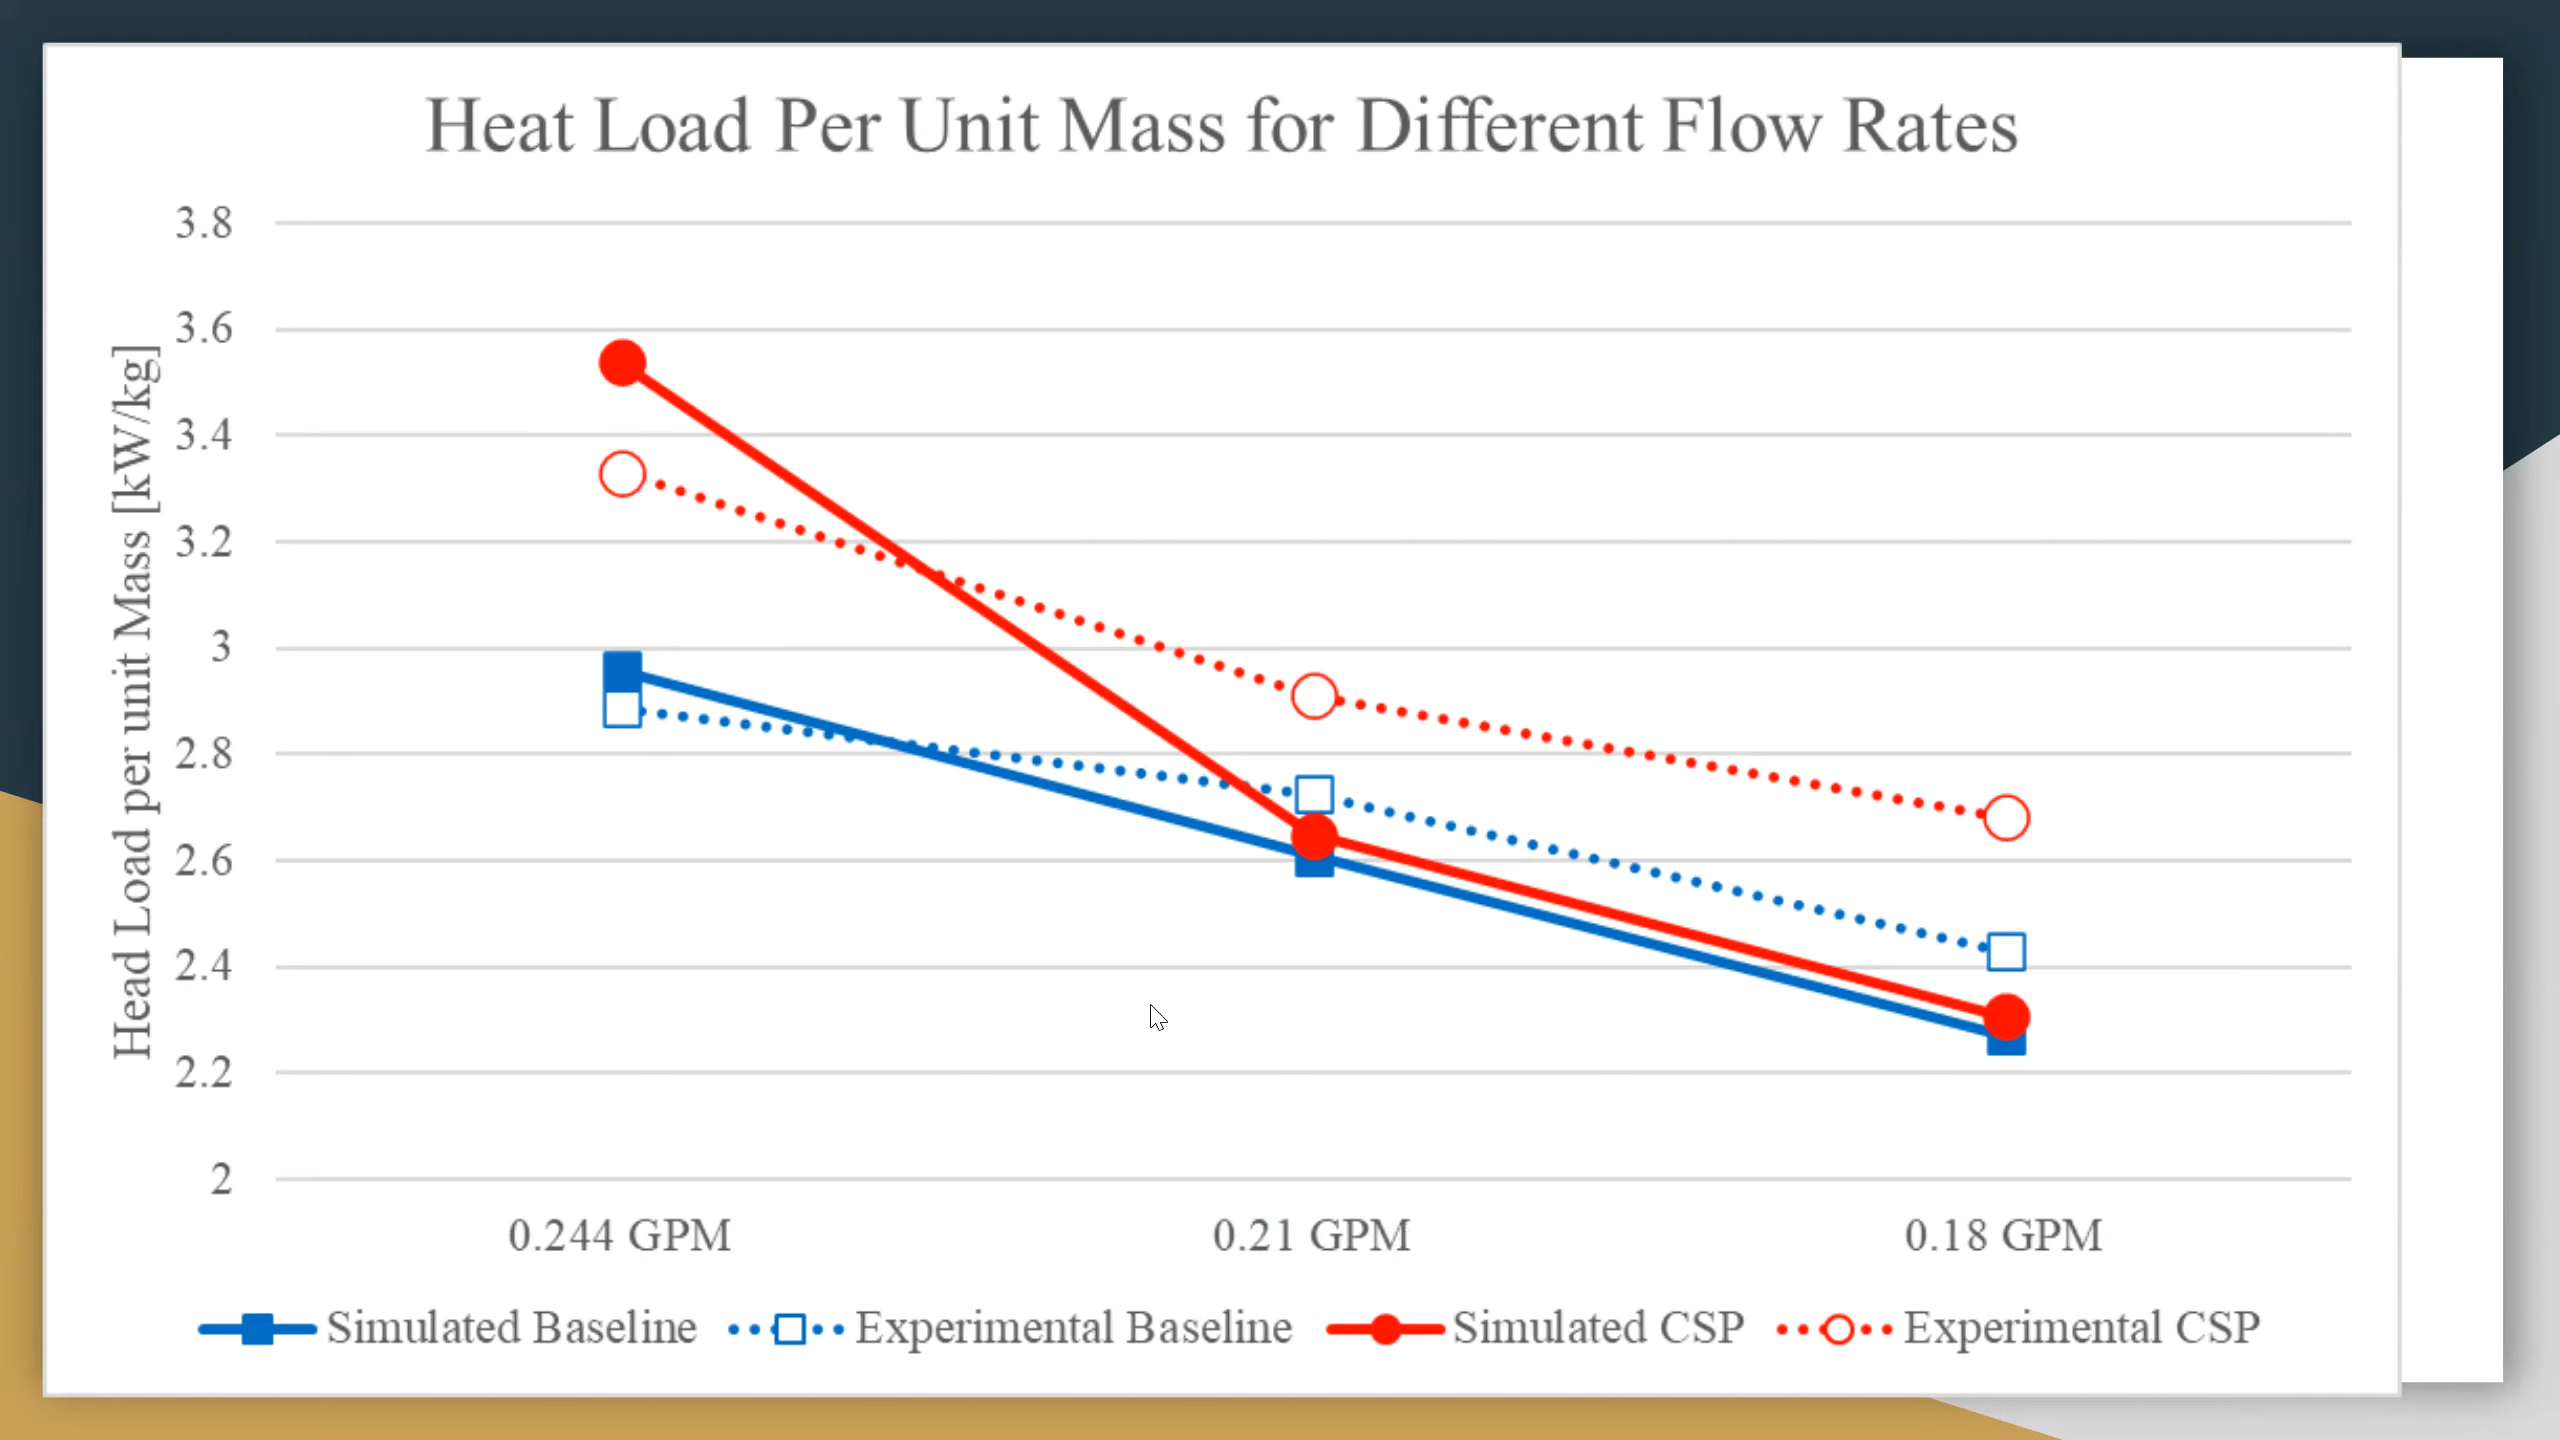 Heat Load Per Unit Mass for Different Flow Rates
Head Load per unit Mass [kW/kg]
3.8
3.6
3.4
3.2
3
2.8
2.6
2.4
2.2
2
0.244 GPM
0.21 GPM
0.18 GPM
Simulated Baseline
Experimental Baseline
Simulated CSP
Experimental CSP